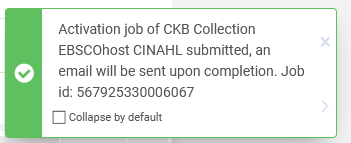 Activation job of CKB Collection
EBSCOhost CINAHL submitted, an
email will be sent upon completion. Job
id: 567925330006067
Collapse by default